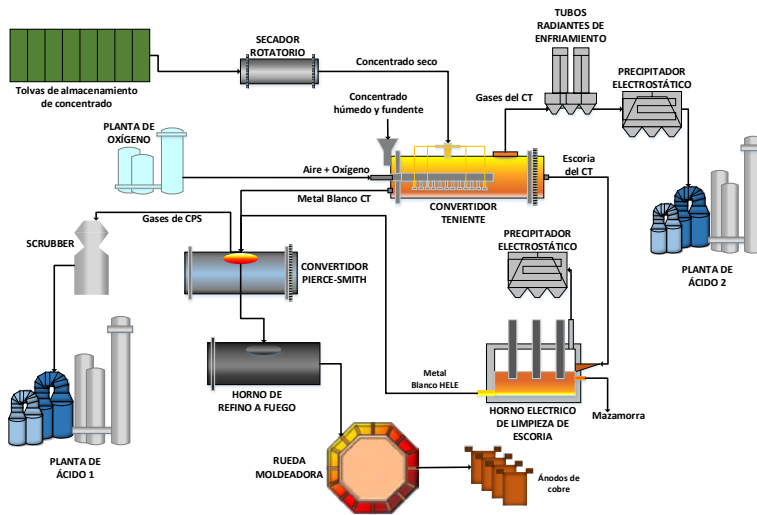 TUBOS
RADIANTES DE
ENFRIAMIENTO
SECADOR
ROTATORIO
PRECIPITADOR
ELECTROSTÁTICO
Concentrado seco
Tolvas de almacenamiento
de concentrado
Concentrado
húmedo y fundente
Gases del CT
PLANTA DE
OXÍGENO
Aire + Oxígeno
Escoria
del CT
Metal Blanco CT
CONVERTIDOR
TENIENTE
Gases de CPS
SCRUBBER
PRECIPITADOR
ELECTROSTÁTICO
CONVERTIDOR
PIERCE-SMITH
PLANTA DE
ÁCIDO 2
Metal
Blanco HELE
HORNO DE
REFINO A FUEGO
HORNO ELECTRICO
DE LIMPIEZA DE
ESCORIA
Mazamorra
PLANTA DE
ÁCIDO 1
RUEDA
MOLDEADORA
Ánodos de
cobre